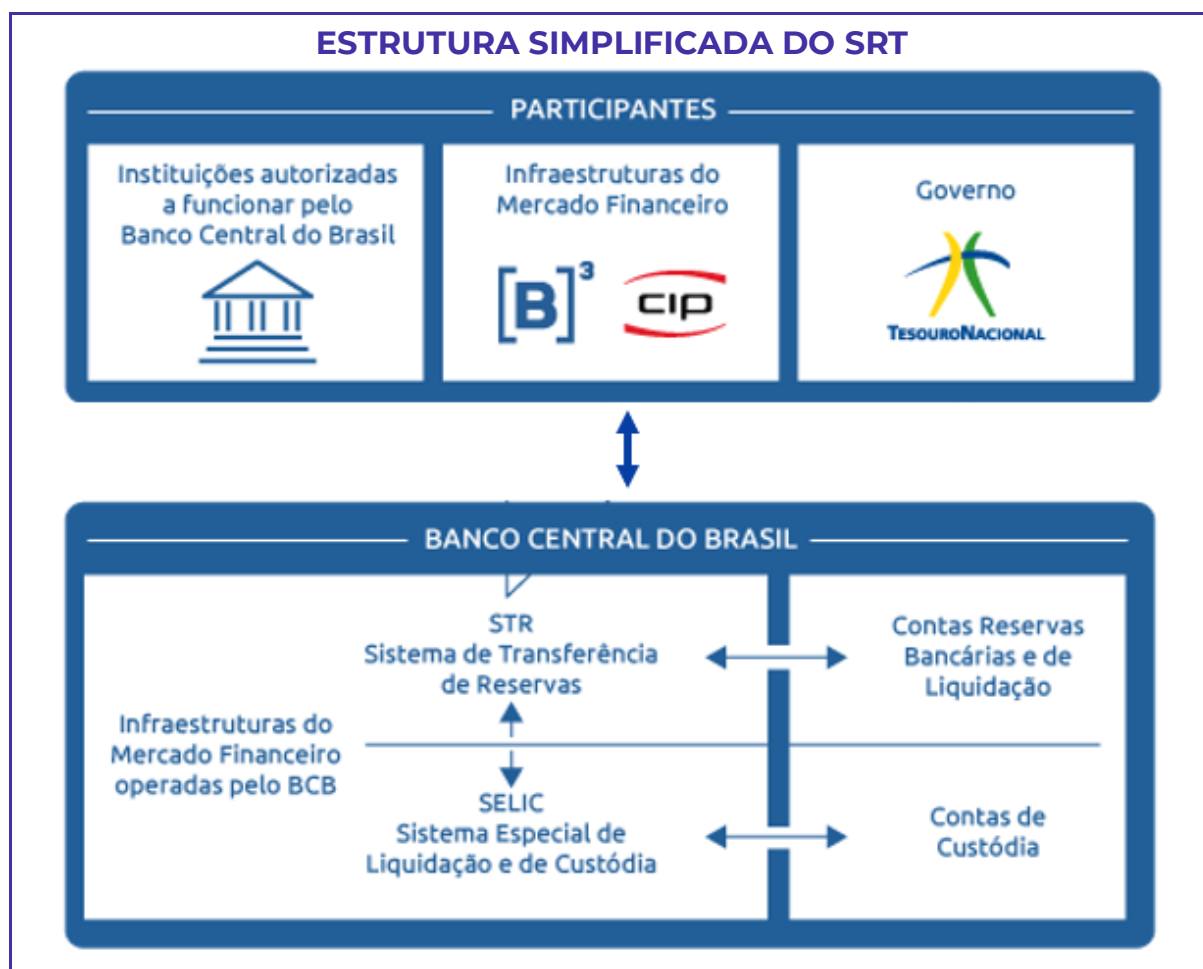 ESTRUTURA SIMPLIFICADA DO SRT
PARTICIPANTES
Instituições autorizadas
a funcionar pelo
Banco Central do Brasil
Infraestruturas do
Mercado Financeiro
[B]³
CIP
Governo
TESOURONACIONAL
BANCO CENTRAL DO BRASIL
Infraestruturas do
Mercado Financeiro
operadas pelo BCB
STR
Sistema de Transferência
de Reservas
Contas Reservas
Bancárias e de
Liquidação
SELIC
Sistema Especial de
Liquidação e de Custódia
Contas de
Custódia